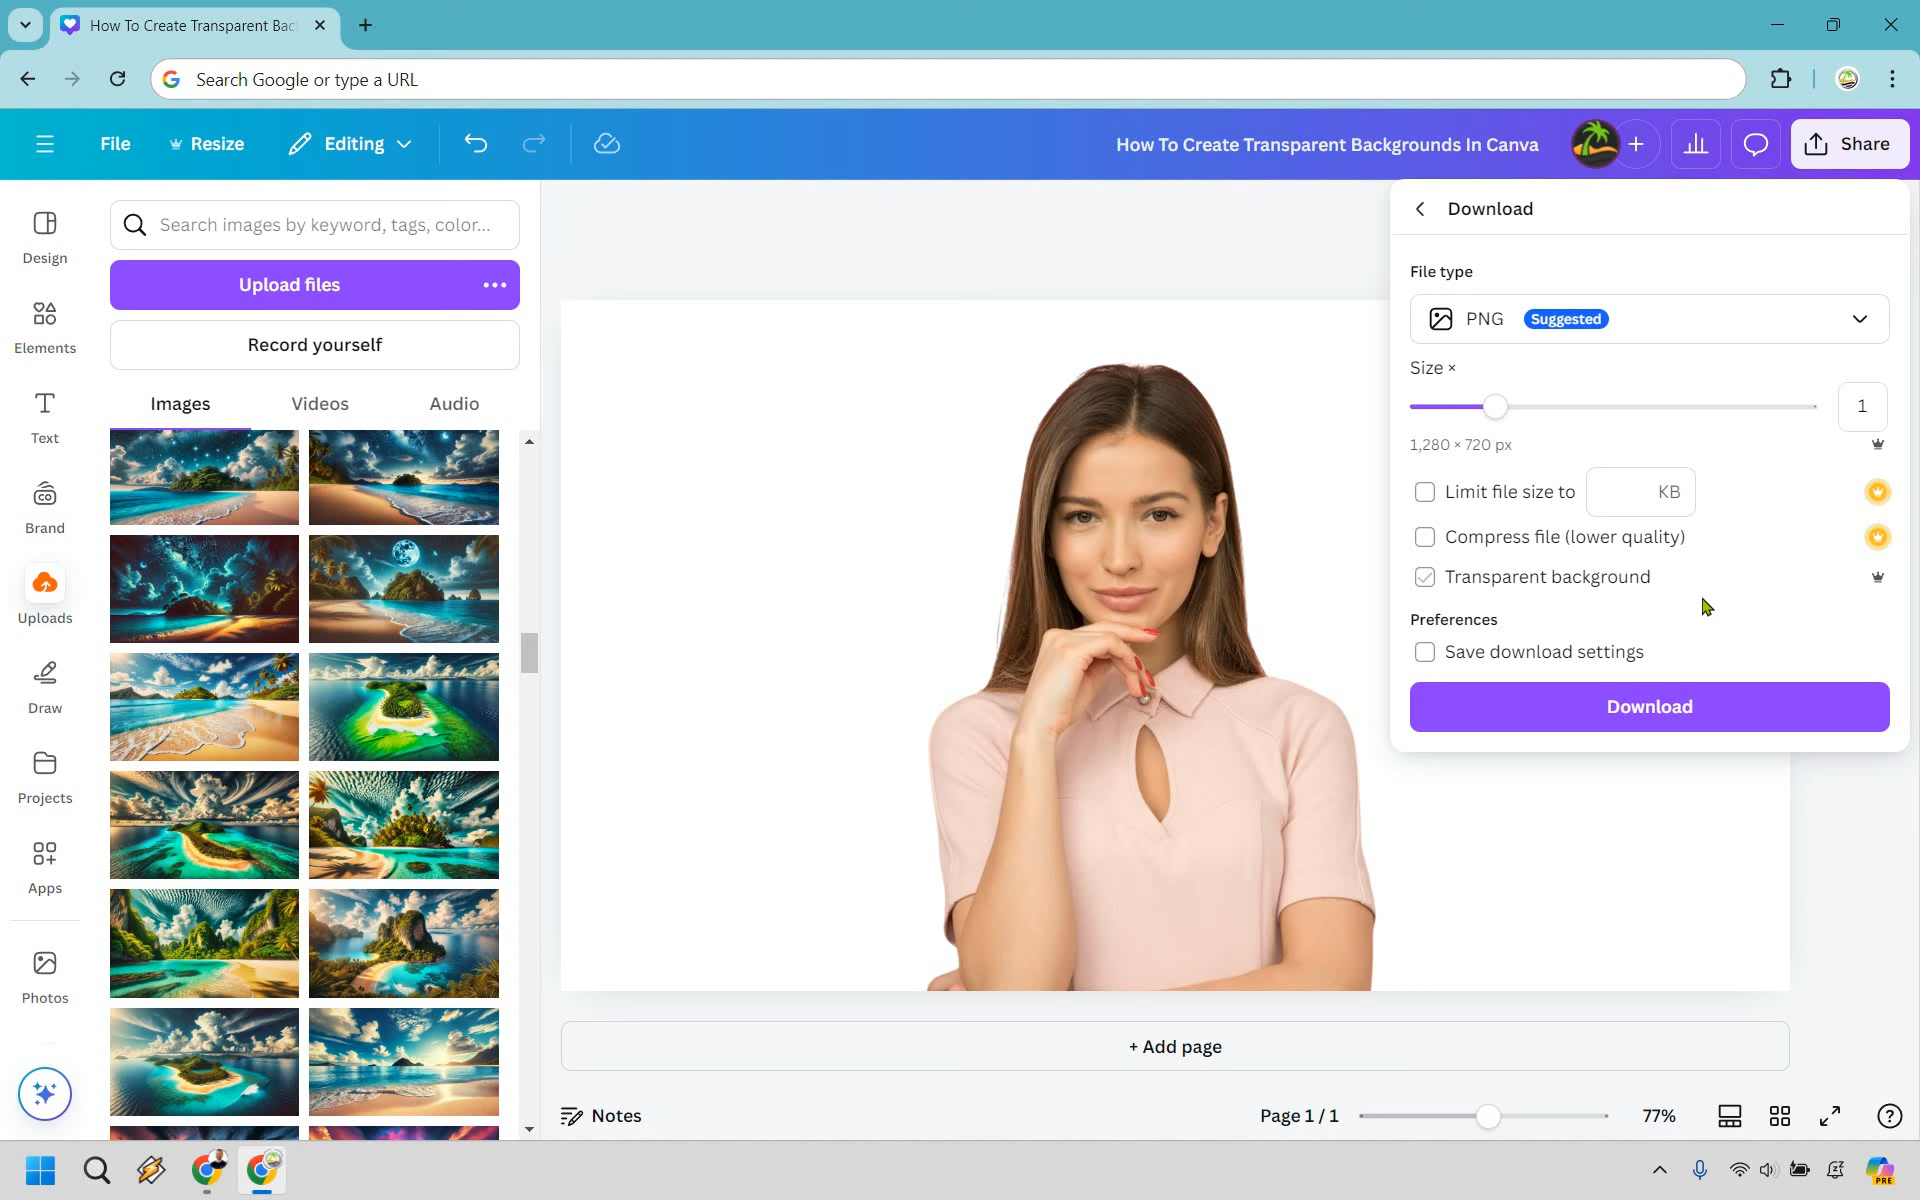 How To Create Transparent Bac
Search Google or type a URL
File
Resize
Editing
How To Create Transparent Backgrounds In Canva
Share
Design
Elements
Text
Brand
Uploads
Draw
Projects
Apps
Photos
Search images by keyword, tags, color...
Upload files
Record yourself
Images Videos Audio
Download
File type
PNG Suggested
Size ×
1
1,280 × 720 px
Limit file size to KB
Compress file (lower quality)
Transparent background
Preferences
Save download settings
Download
+ Add page
Notes
Page 1 / 1
77%
PRE